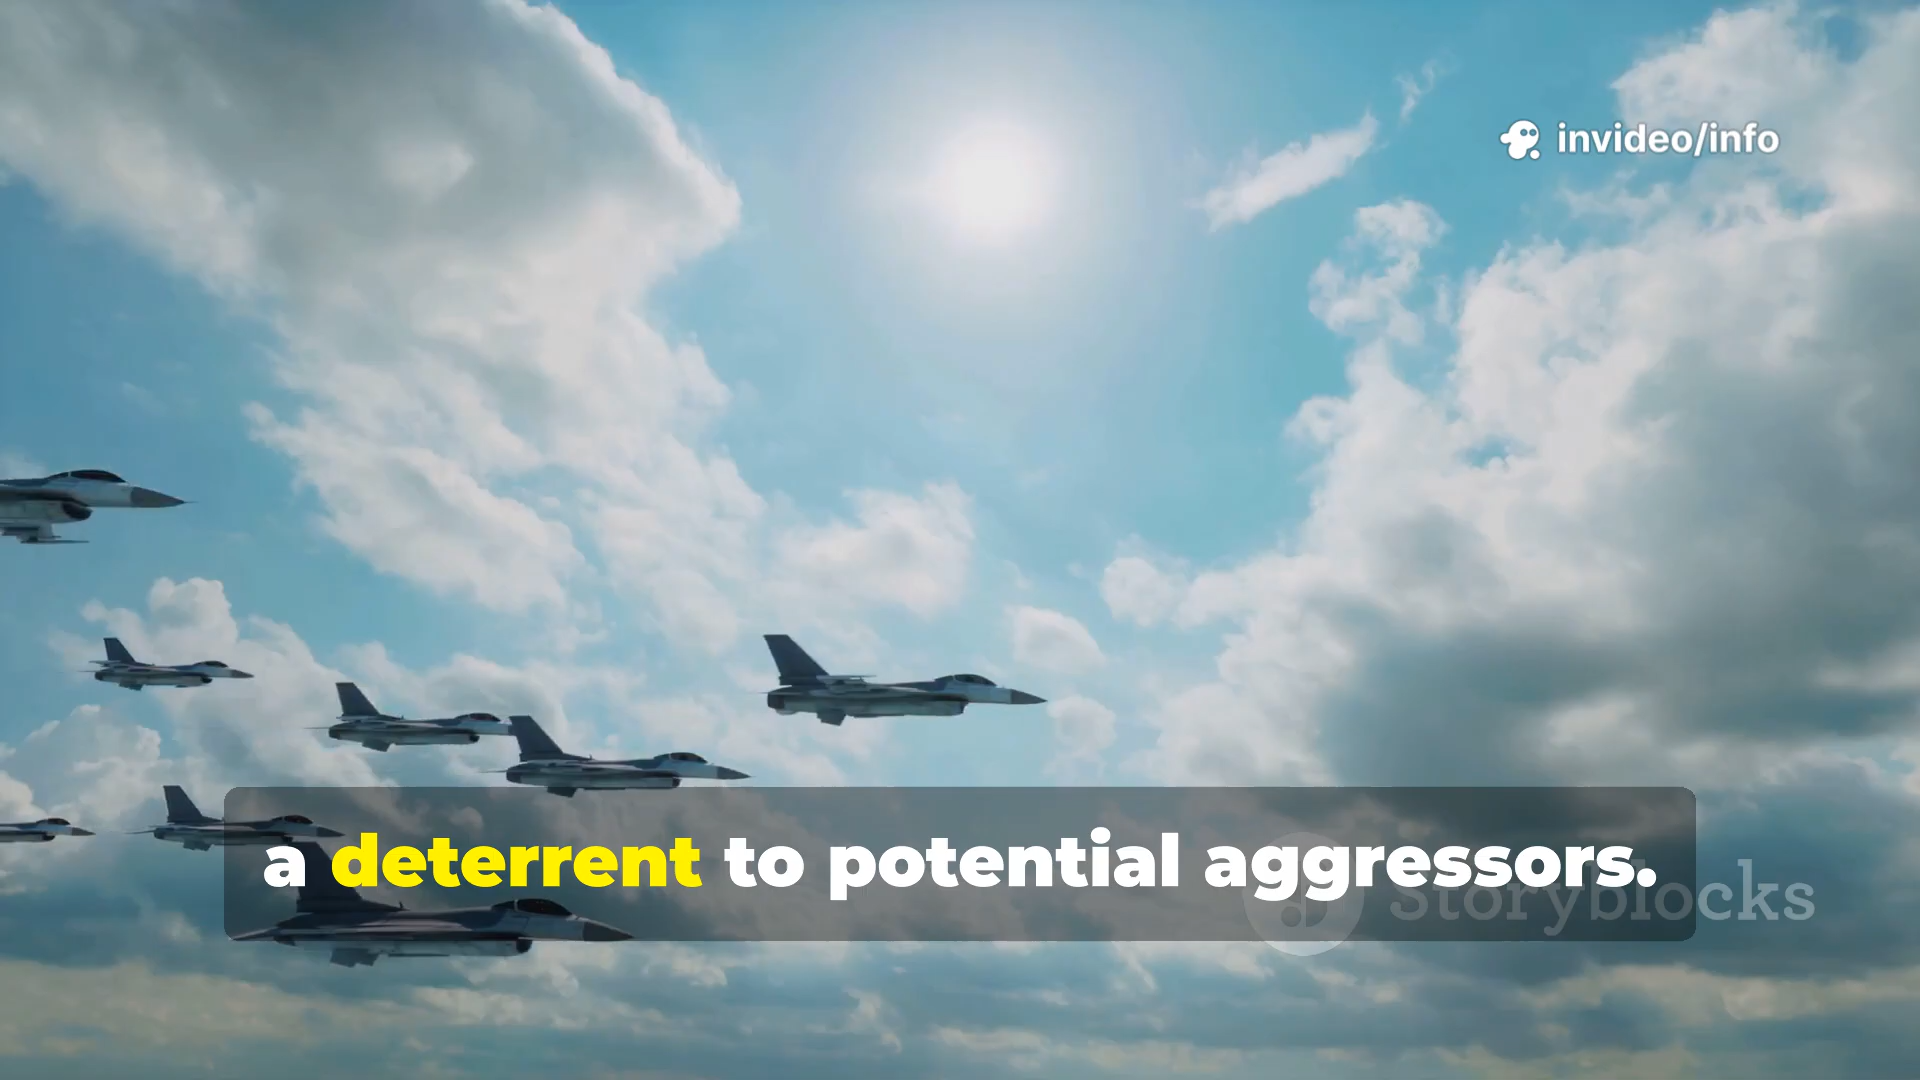 invideo/info
a deterrent to potential aggressors.
Storyblocks